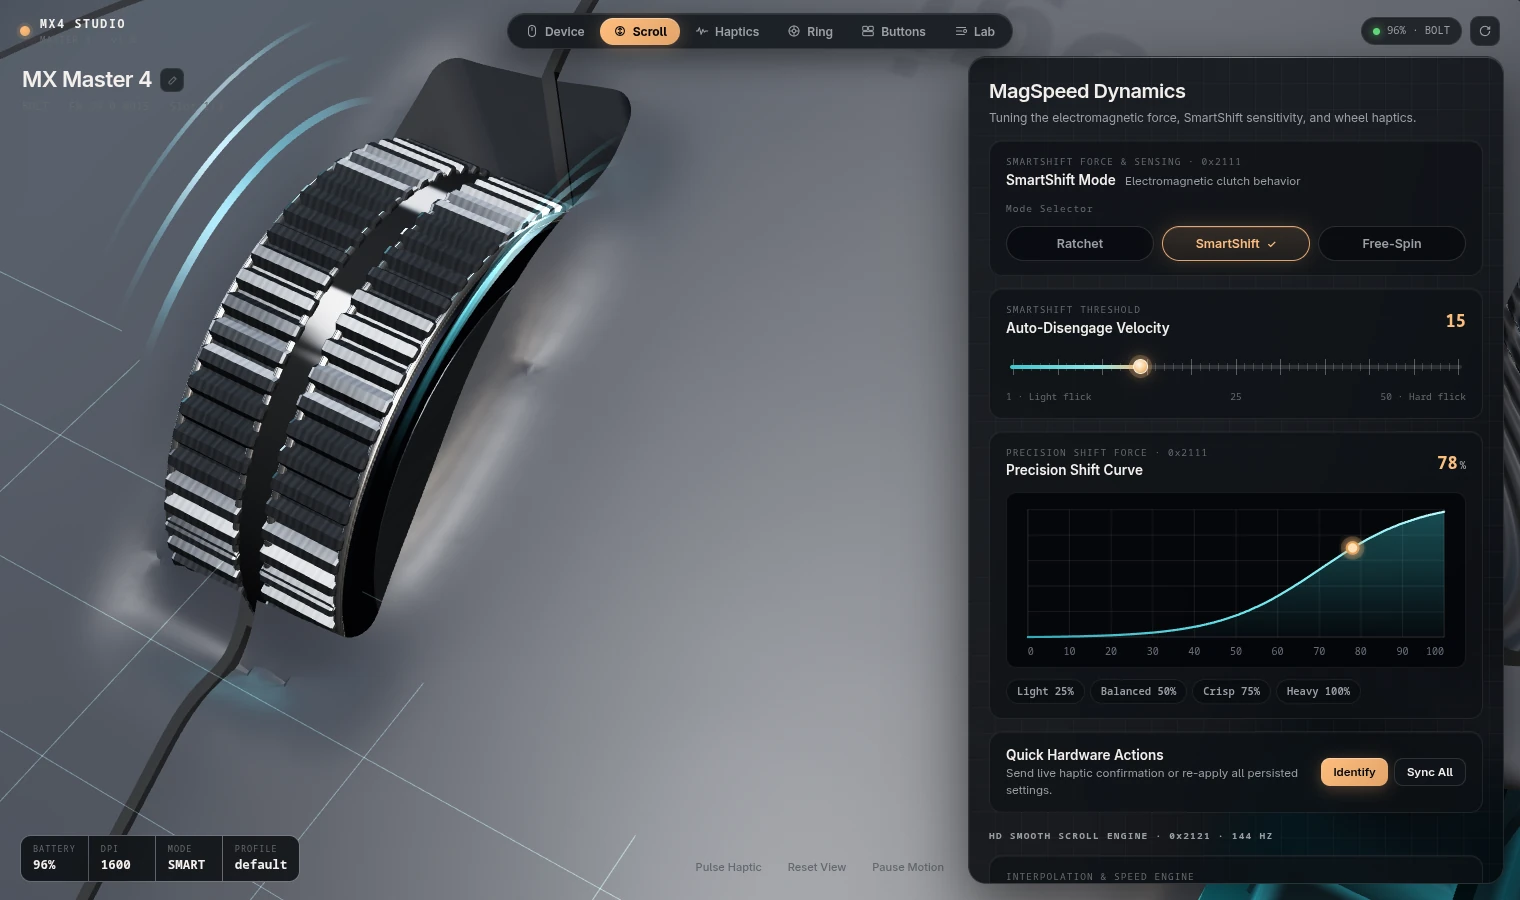 MX4 STUDIO
Device
Scroll
Haptics
Ring
Buttons
Lab
96% · BOLT
MX Master 4
MagSpeed Dynamics
Tuning the electromagnetic force, SmartShift sensitivity, and wheel haptics.
SMARTSHIFT FORCE & SENSING · 0x2111
SmartShift Mode Electromagnetic clutch behavior
Mode Selector
Ratchet
SmartShift ✓
Free-Spin
SMARTSHIFT THRESHOLD
Auto-Disengage Velocity
15
1 · Light flick
25
50 · Hard flick
PRECISION SHIFT FORCE · 0x2111
Precision Shift Curve
78%
0 10 20 30 40 50 60 70 80 90 100
Light 25%
Balanced 50%
Crisp 75%
Heavy 100%
Quick Hardware Actions
Send live haptic confirmation or re-apply all persisted
settings.
Identify
Sync All
HD SMOOTH SCROLL ENGINE · 0x2121 · 144 HZ
INTERPOLATION & SPEED ENGINE
BATTERY
96%
DPI
1600
MODE
SMART
PROFILE
default
Pulse Haptic
Reset View
Pause Motion